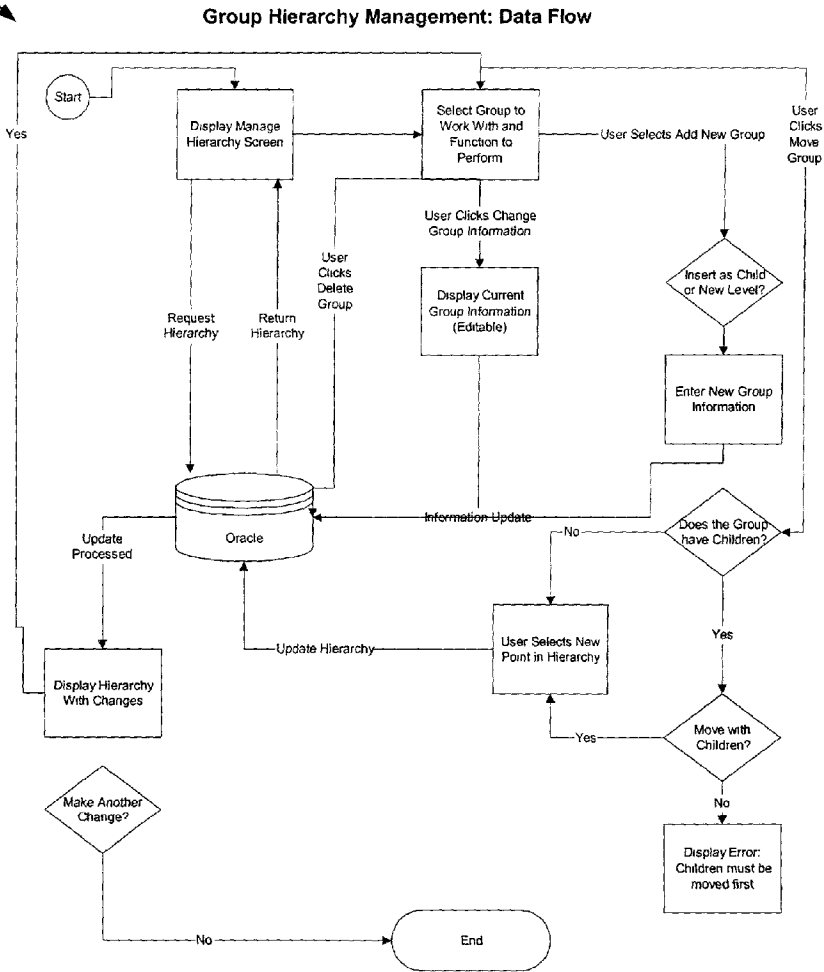 Group Hierarchy Management: Data Flow
Start
Yes
Display Manage
Hierarchy Screen
Select Group to
Work With and
Function to
Perform
User Selects Add New Group
User
Clicks
Move
Group
User Clicks Change
Group Information
User
Clicks
Delete
Group
Insert as Child
or New Level?
Display Current
Group Information
(Editable)
Request
Hierarchy
Return
Hierarchy
Enter New Group
Information
Information Update
Oracle
Update
Processed
No
Does the Group
have Children?
Yes
User Selects New
Point in Hierarchy
Update Hierarchy
Display Hierarchy
With Changes
Yes
Move with
Children?
No
Make Another
Change?
Display Error:
Children must be
moved first
No
End